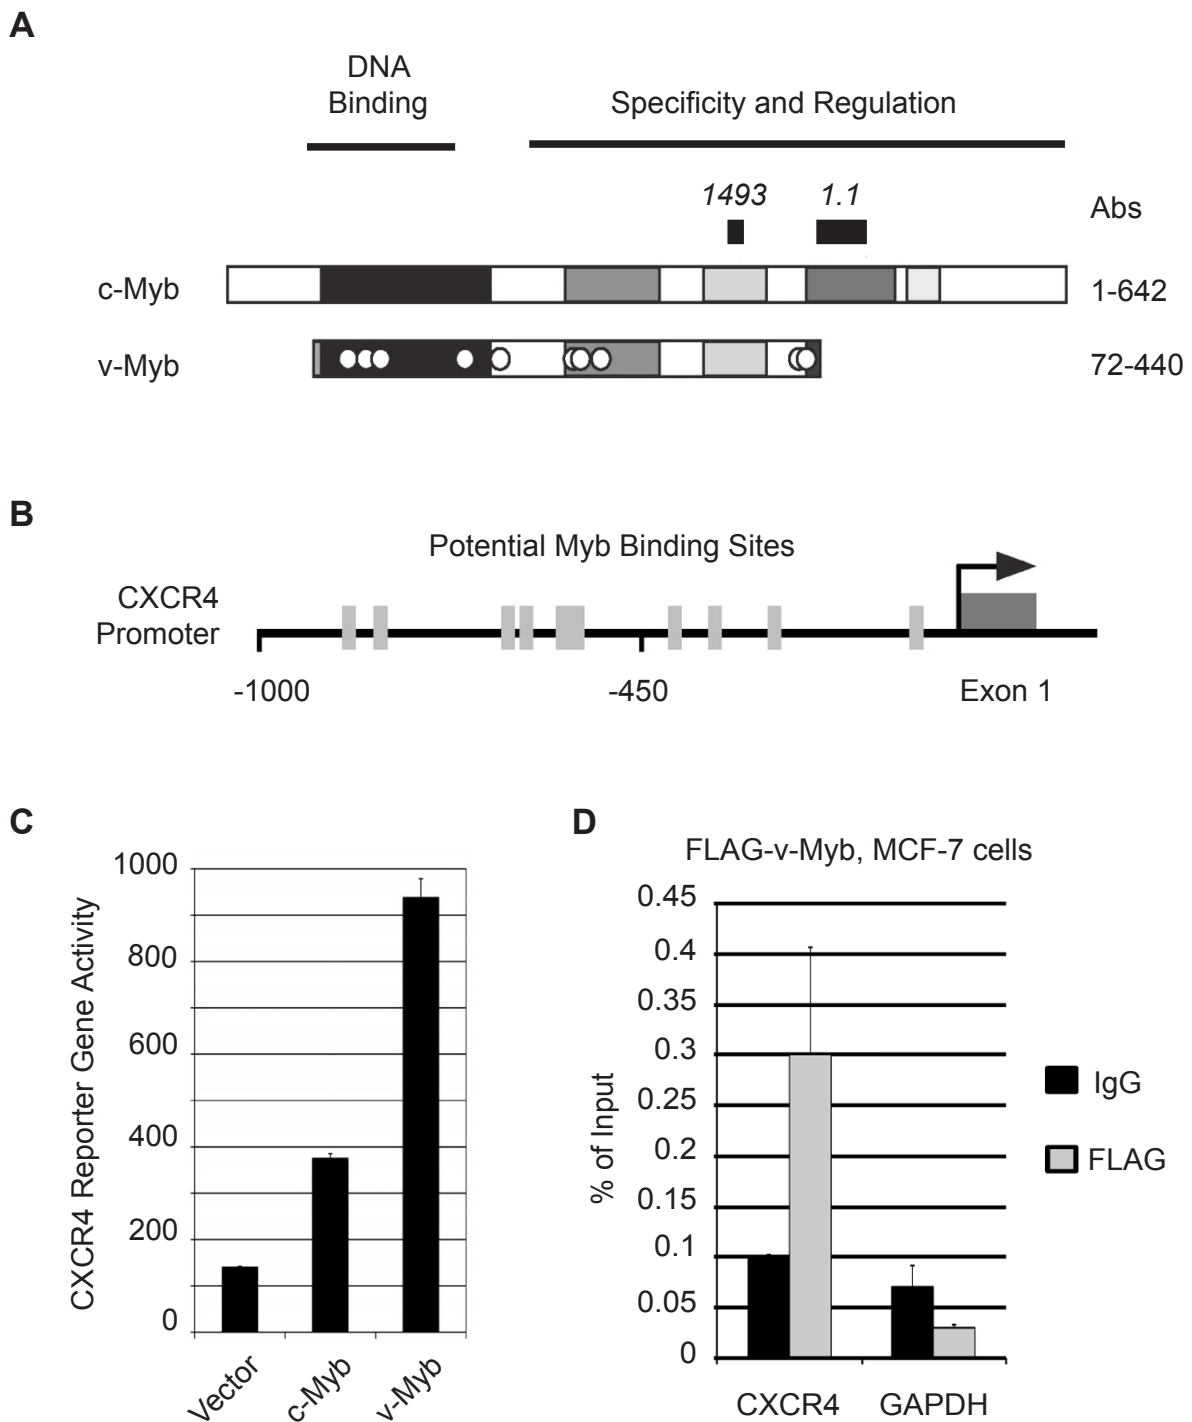 A
DNA
Binding
Specificity and Regulation
1493 1.1
Abs
c-Myb
1-642
v-Myb
72-440
B
Potential Myb Binding Sites
CXCR4
Promoter
-1000
-450
Exon 1
C
CXCR4 Reporter Gene Activity
1000
800
600
400
200
0
Vector
c-Myb
v-Myb
D
FLAG-v-Myb, MCF-7 cells
% of Input
0.45
0.4
0.35
0.3
0.25
0.2
0.15
0.1
0.05
0
CXCR4
GAPDH
IgG
FLAG